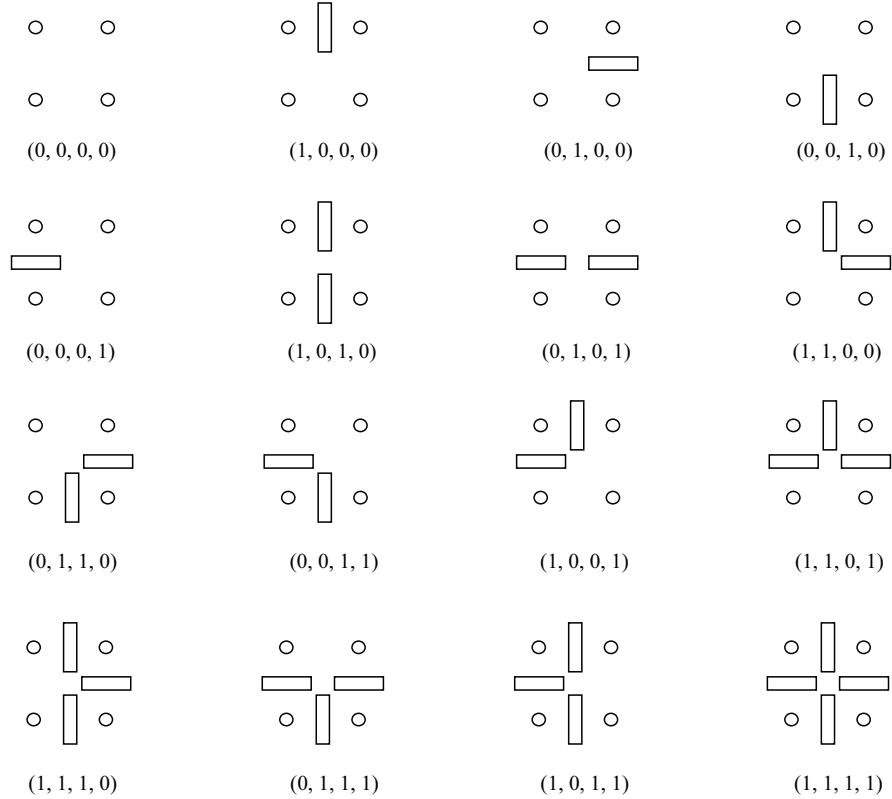 (0, 0, 0, 0) (1, 0, 0, 0) (0, 1, 0, 0) (0, 0, 1, 0)
(0, 0, 0, 1) (1, 0, 1, 0) (0, 1, 0, 1) (1, 1, 0, 0)
(0, 1, 1, 0) (0, 0, 1, 1) (1, 0, 0, 1) (1, 1, 0, 1)
(1, 1, 1, 0) (0, 1, 1, 1) (1, 0, 1, 1) (1, 1, 1, 1)